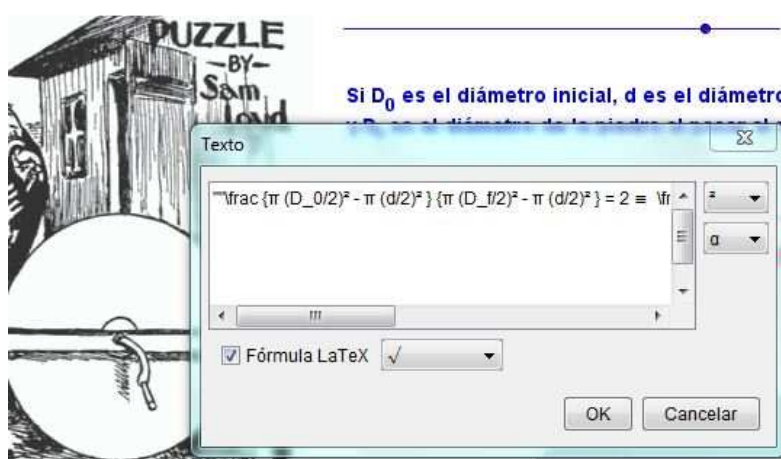 PUZZLE
—BY—
Sam
Loyd
Si D₀ es el diámetro inicial, d es el diámetro
Texto
""\frac {π (D_0/2)² - π (d/2)² } {π (D_f/2)² - π (d/2)² } = 2 ≡ \fr
²
α
Fórmula LaTeX √
OK Cancelar